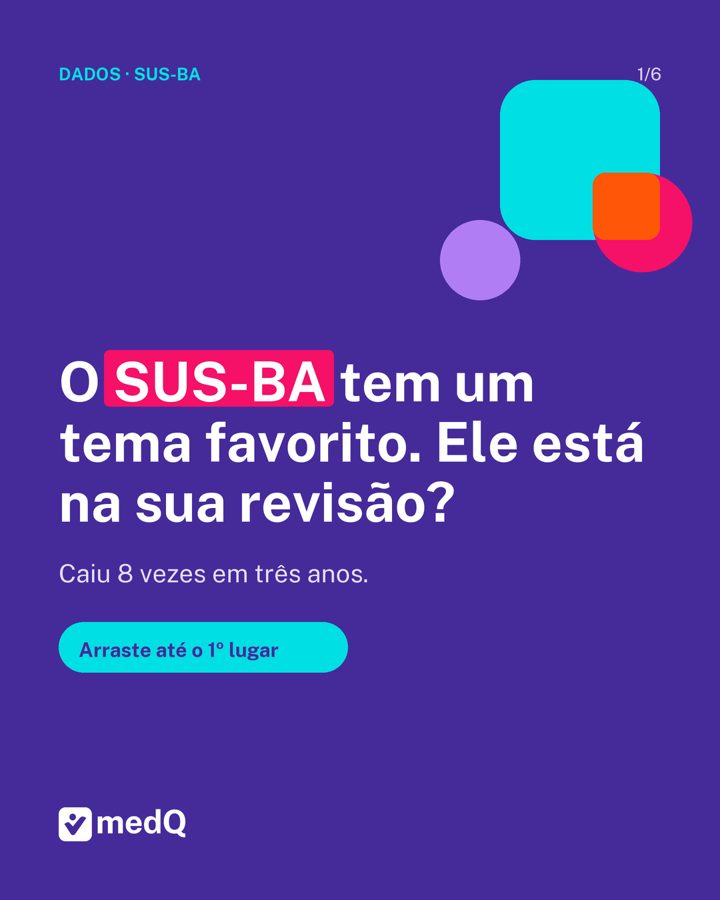 DADOS · SUS-BA
1/6
O SUS-BA tem um
tema favorito. Ele está
na sua revisão?
Caiu 8 vezes em três anos.
Arraste até o 1º lugar
medQ